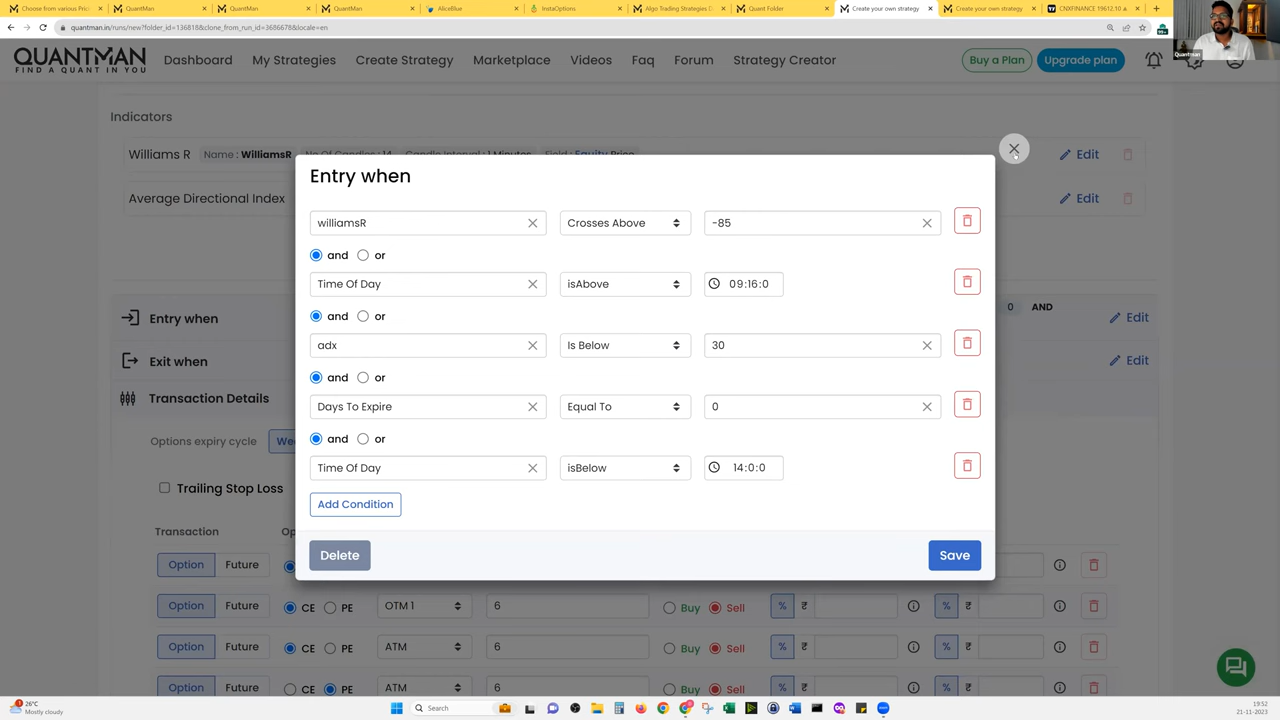 Choose from various Pric
QuantMan
QuantMan
QuantMan
AliceBlue
InstaOptions
Algo Trading Strategies C
Quant Folder
Create your own strategy
Create your own strategy
CNXFINANCE 19612.10
quantman.in/runs/new?folder_id=136818&clone_from_run_id=3686678&locale=en
99+
Quantman
QUANTMAN
FIND A QUANT IN YOU
Dashboard
My Strategies
Create Strategy
Marketplace
Videos
Faq
Forum
Strategy Creator
Buy a Plan
Upgrade plan
Indicators
Williams R
Name : WilliamsR
No Of Candles : 14
Candle Interval : 1 Minutes
Field : Equity Price
Edit
Average Directional Index
Edit
Entry when
williamsR
Crosses Above
-85
and
or
Time Of Day
isAbove
09:16:0
and
or
adx
Is Below
30
and
or
Days To Expire
Equal To
0
and
or
Time Of Day
isBelow
14:0:0
Add Condition
Delete
Save
Entry when
0
AND
Edit
Exit when
Edit
Transaction Details
Options expiry cycle
Trailing Stop Loss
Transaction
Option Future
Option Future CE PE OTM 1 6 Buy Sell % ₹ % ₹
Option Future CE PE ATM 6 Buy Sell % ₹ % ₹
Option Future CE PE ATM 6 Buy Sell % ₹ % ₹
26°C
Mostly cloudy
Search
19:52
21-11-2023